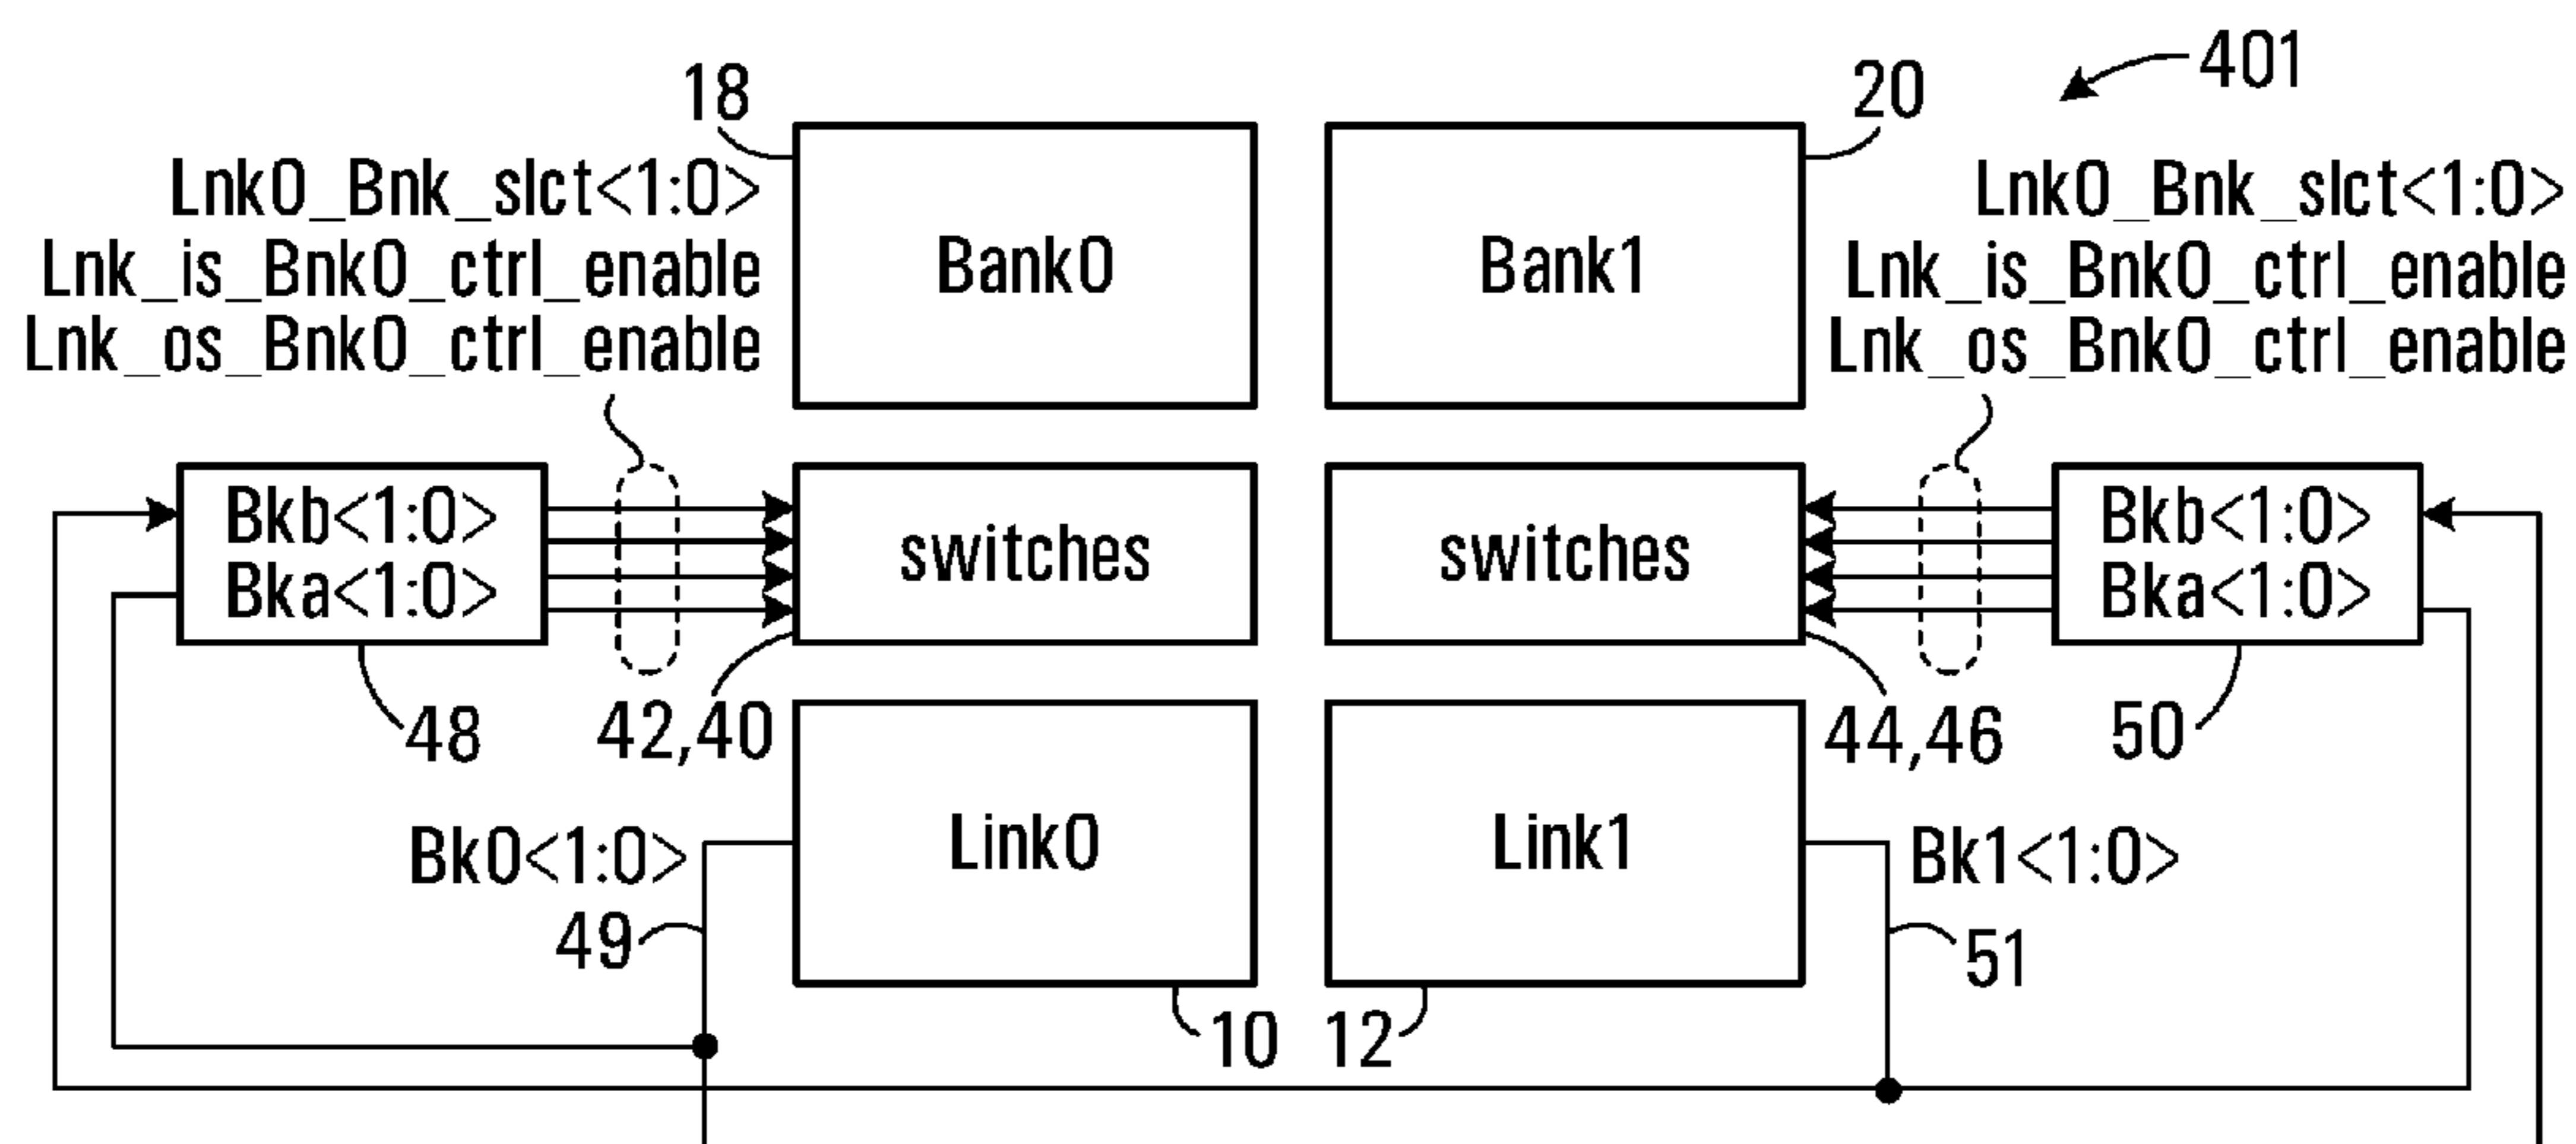 401
18
20
Lnk0_Bnk_slct<1:0>
Lnk_is_Bnk0_ctrl_enable
Lnk_os_Bnk0_ctrl_enable
Bank0
Bank1
Lnk0_Bnk_slct<1:0>
Lnk_is_Bnk0_ctrl_enable
Lnk_os_Bnk0_ctrl_enable
Bkb<1:0>
Bka<1:0>
switches
switches
Bkb<1:0>
Bka<1:0>
48
42,40
44,46
50
Bk0<1:0>
49
Link0
Link1
Bk1<1:0>
51
10
12